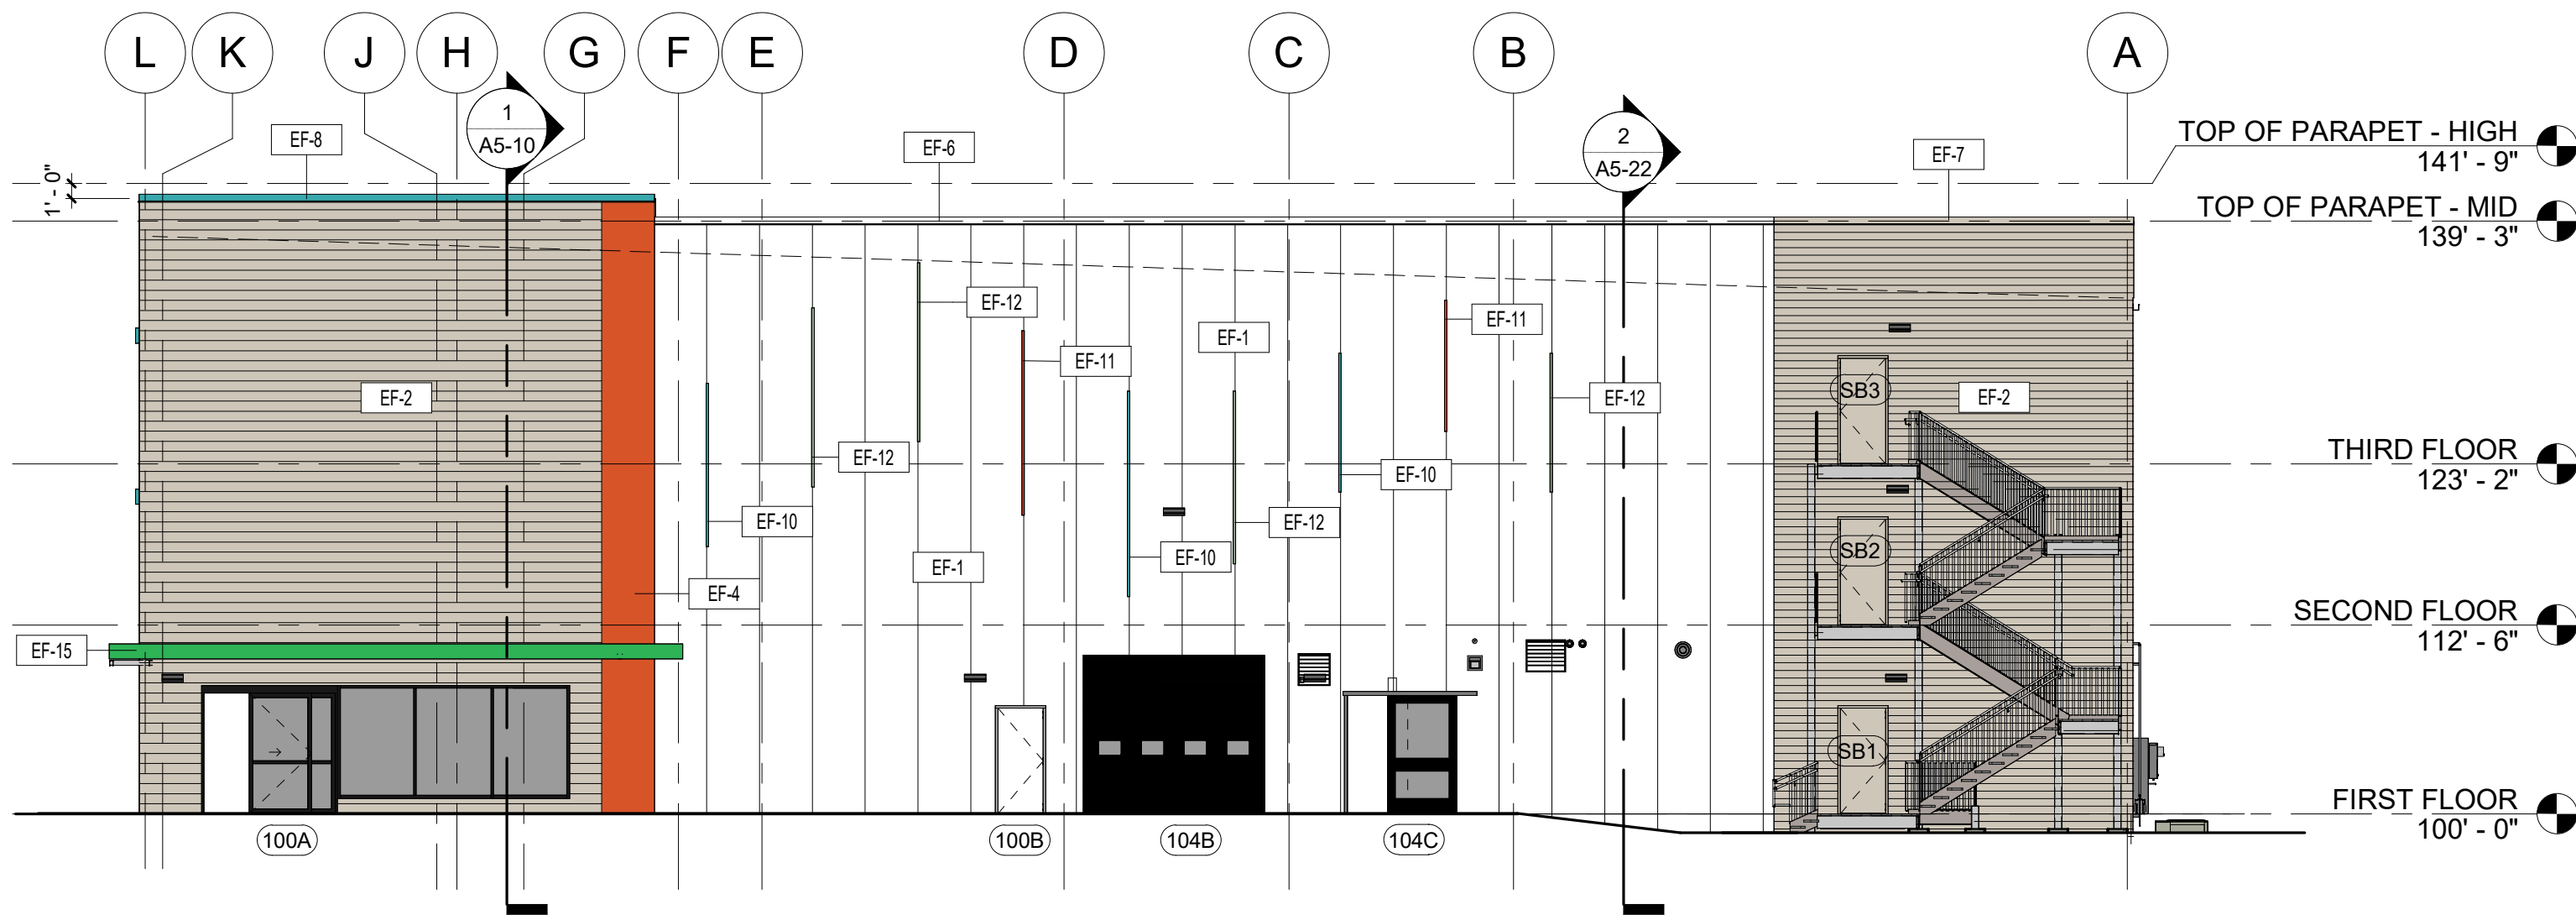 L
K
J
H
G
F
E
D
C
B
A
1
A5-10
2
A5-22
EF-8
EF-6
EF-7
1' - 0"
TOP OF PARAPET - HIGH
141' - 9"
TOP OF PARAPET - MID
139' - 3"
EF-12
EF-11
EF-1
EF-11
EF-2
EF-12
SB3
EF-2
EF-12
EF-10
THIRD FLOOR
123' - 2"
EF-10
EF-12
EF-1
EF-10
SB2
EF-4
SECOND FLOOR
112' - 6"
EF-15
SB1
FIRST FLOOR
100' - 0"
100A
100B
104B
104C